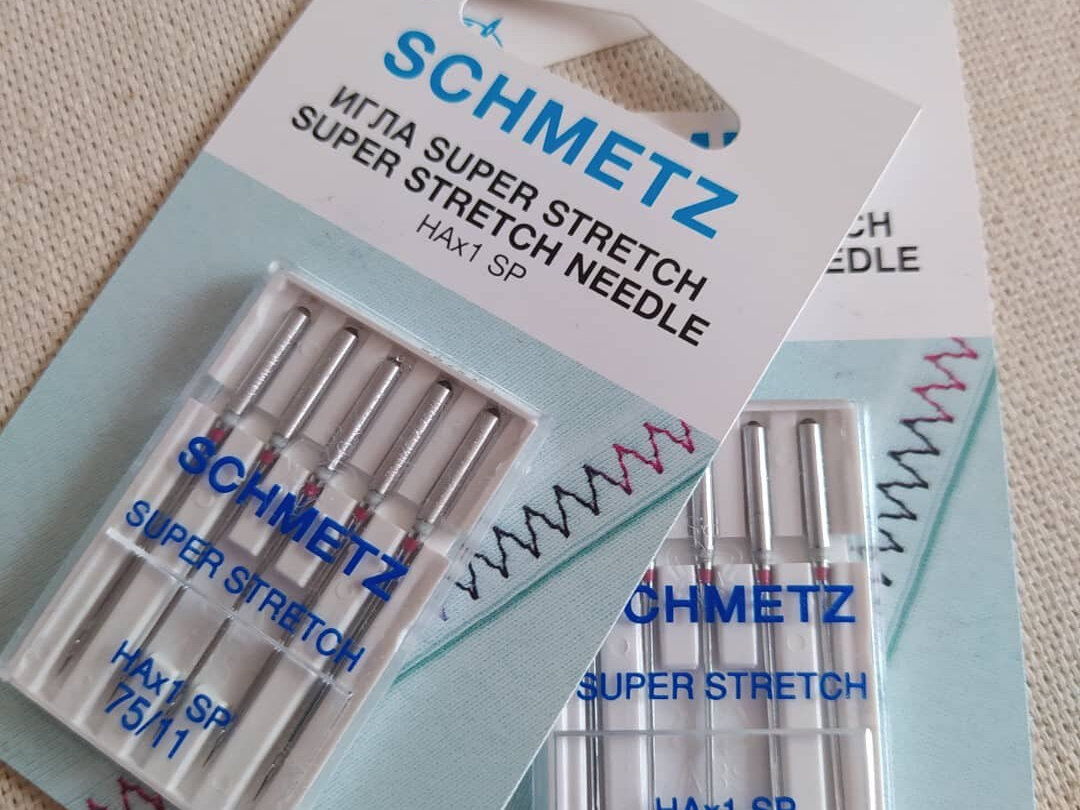 SCHMETZ
ИГЛА SUPER STRETCH
SUPER STRETCH NEEDLE
HAx1 SP
SCHMETZ
SUPER STRETCH
HAx1 SP
75/11
CH
EDLE
CHMETZ
SUPER STRETCH
HAx1 SP